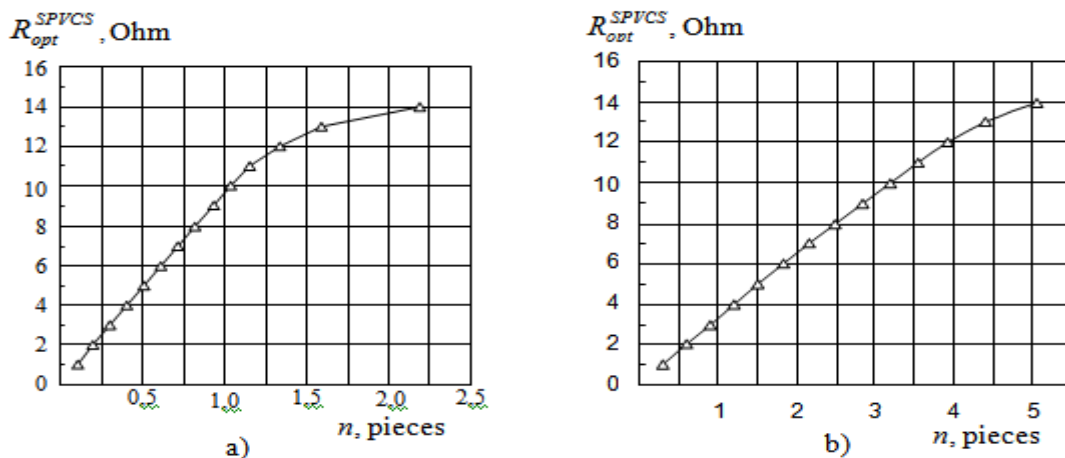 R_opt^SPVCS , Ohm
16
14
12
10
8
6
4
2
0
0,5 1,0 1,5 2,0 2,5
n, pieces
a)
R_opt^SPVCS , Ohm
16
14
12
10
8
6
4
2
0
1 2 3 4 5
n, pieces
b)